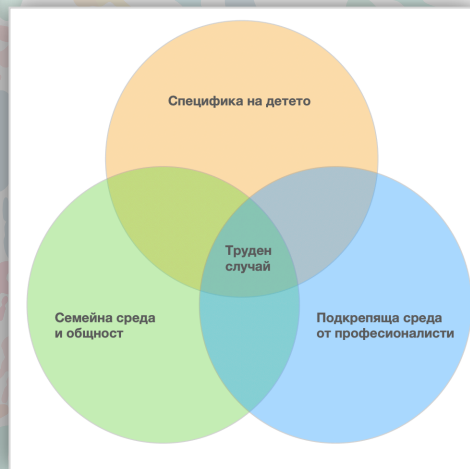 Специфика на детето
Труден
случай
Семейна среда
и общност
Подкрепяща среда
от професионалисти